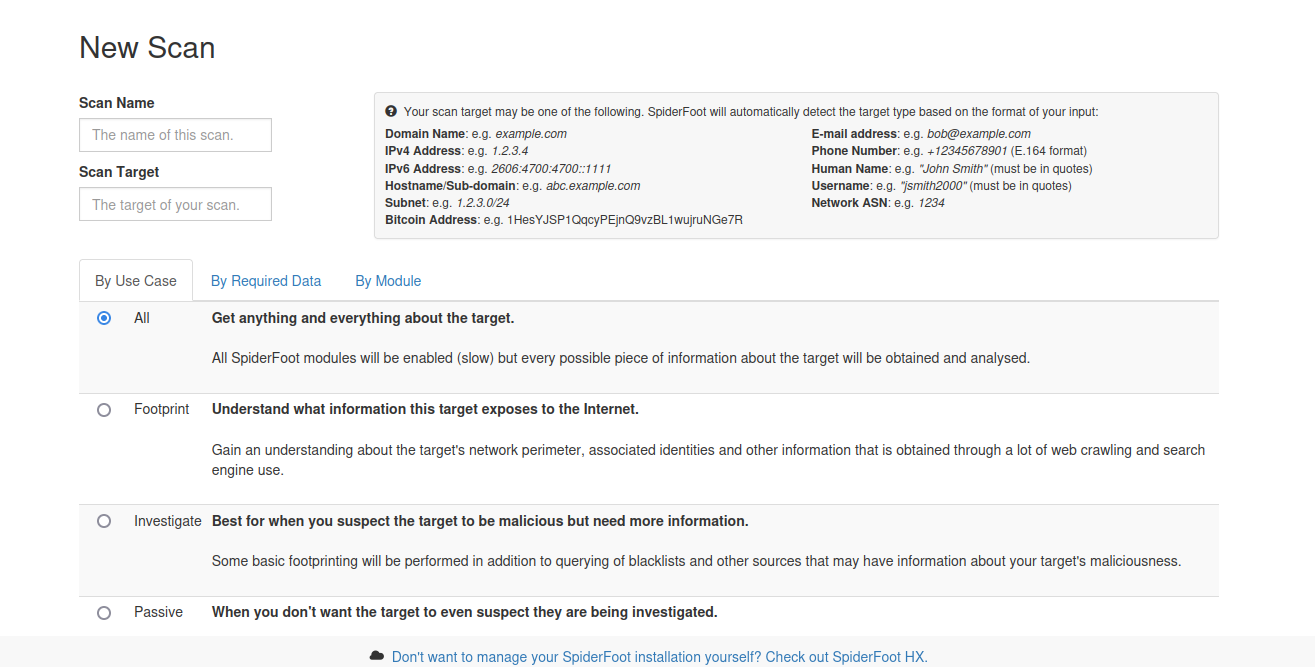 New Scan
Scan Name
The name of this scan.
Scan Target
The target of your scan.
Your scan target may be one of the following. SpiderFoot will automatically detect the target type based on the format of your input:
Domain Name: e.g. example.com
IPv4 Address: e.g. 1.2.3.4
IPv6 Address: e.g. 2606:4700:4700::1111
Hostname/Sub-domain: e.g. abc.example.com
Subnet: e.g. 1.2.3.0/24
Bitcoin Address: e.g. 1HesYJSP1QqcyPEjnQ9vzBL1wujruNGe7R
E-mail address: e.g. bob@example.com
Phone Number: e.g. +12345678901 (E.164 format)
Human Name: e.g. "John Smith" (must be in quotes)
Username: e.g. "jsmith2000" (must be in quotes)
Network ASN: e.g. 1234
By Use Case By Required Data By Module
All Get anything and everything about the target.
All SpiderFoot modules will be enabled (slow) but every possible piece of information about the target will be obtained and analysed.
Footprint Understand what information this target exposes to the Internet.
Gain an understanding about the target's network perimeter, associated identities and other information that is obtained through a lot of web crawling and search
engine use.
Investigate Best for when you suspect the target to be malicious but need more information.
Some basic footprinting will be performed in addition to querying of blacklists and other sources that may have information about your target's maliciousness.
Passive When you don't want the target to even suspect they are being investigated.
Don't want to manage your SpiderFoot installation yourself? Check out SpiderFoot HX.